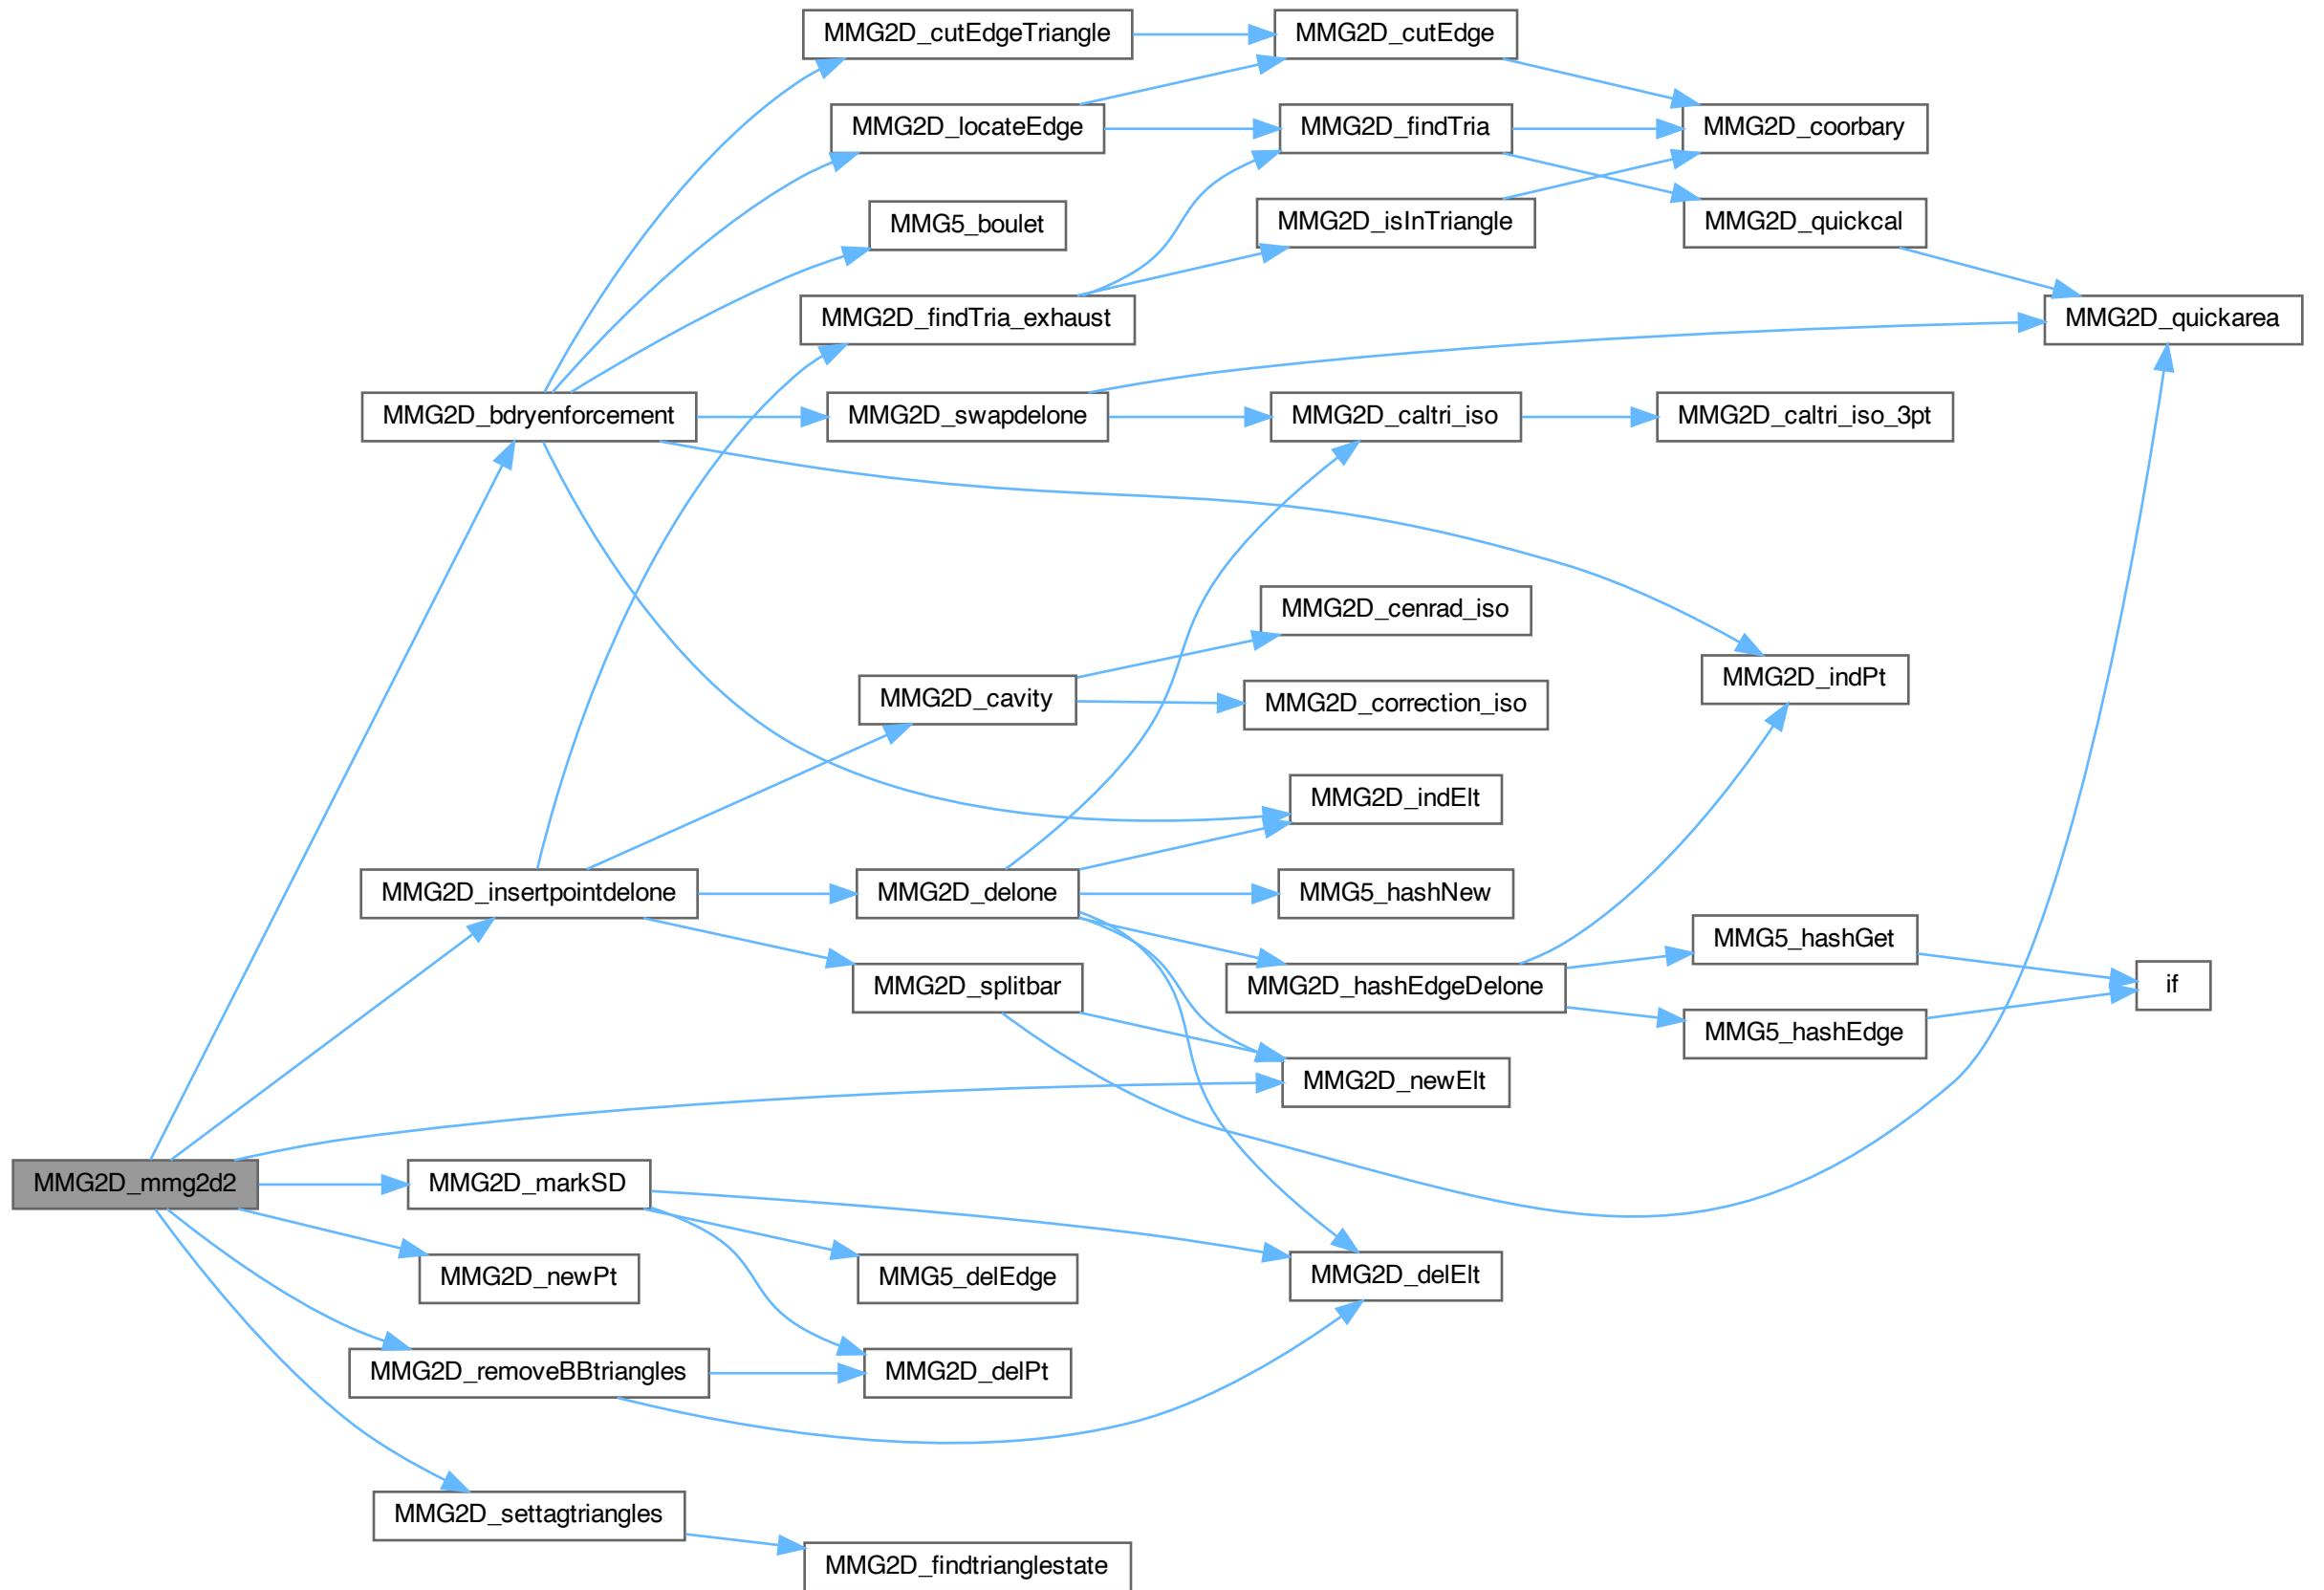 MMG2D_cutEdgeTriangle
MMG2D_cutEdge
MMG2D_locateEdge
MMG2D_findTria
MMG2D_coorbary
MMG5_boulet
MMG2D_isInTriangle
MMG2D_quickcal
MMG2D_findTria_exhaust
MMG2D_quickarea
MMG2D_bdryenforcement
MMG2D_swapdelone
MMG2D_caltri_iso
MMG2D_caltri_iso_3pt
MMG2D_cenrad_iso
MMG2D_indPt
MMG2D_cavity
MMG2D_correction_iso
MMG2D_indElt
MMG2D_insertpointdelone
MMG2D_delone
MMG5_hashNew
MMG5_hashGet
MMG2D_splitbar
MMG2D_hashEdgeDelone
if
MMG5_hashEdge
MMG2D_newElt
MMG2D_mmg2d2
MMG2D_markSD
MMG2D_newPt
MMG5_delEdge
MMG2D_delElt
MMG2D_removeBBtriangles
MMG2D_delPt
MMG2D_settagtriangles
MMG2D_findtrianglestate